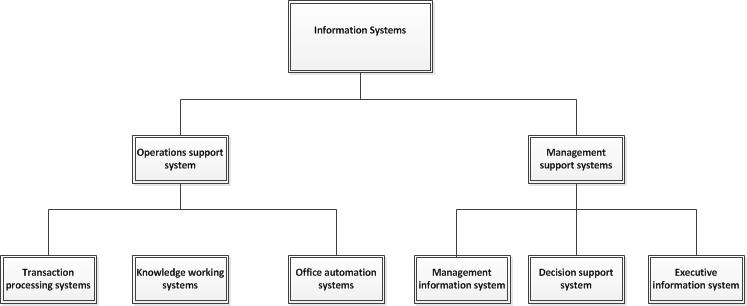 Information Systems
Operations support
system
Management
support systems
Transaction
processing systems
Knowledge working
systems
Office automation
systems
Management
information system
Decision support
system
Executive
information system